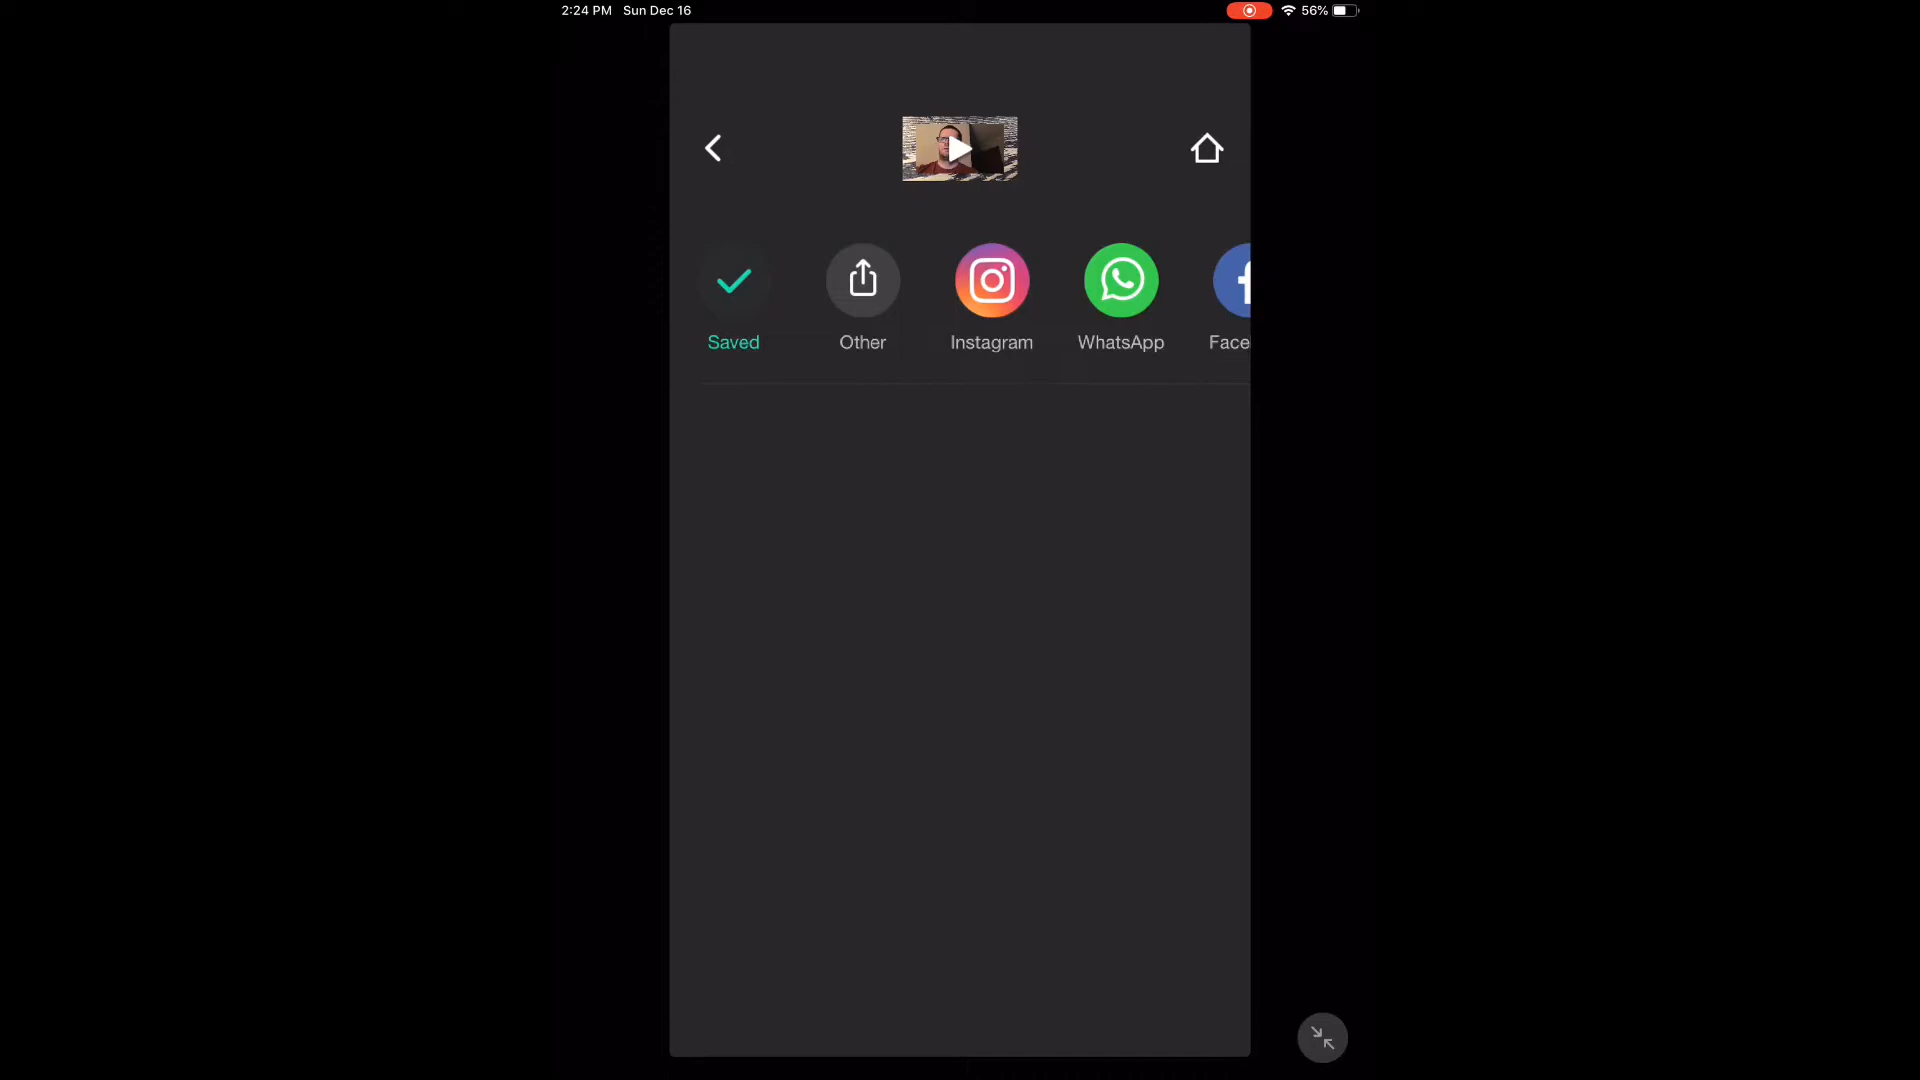 2:24 PM Sun Dec 16
56%
Saved
Other
Instagram
WhatsApp
Face